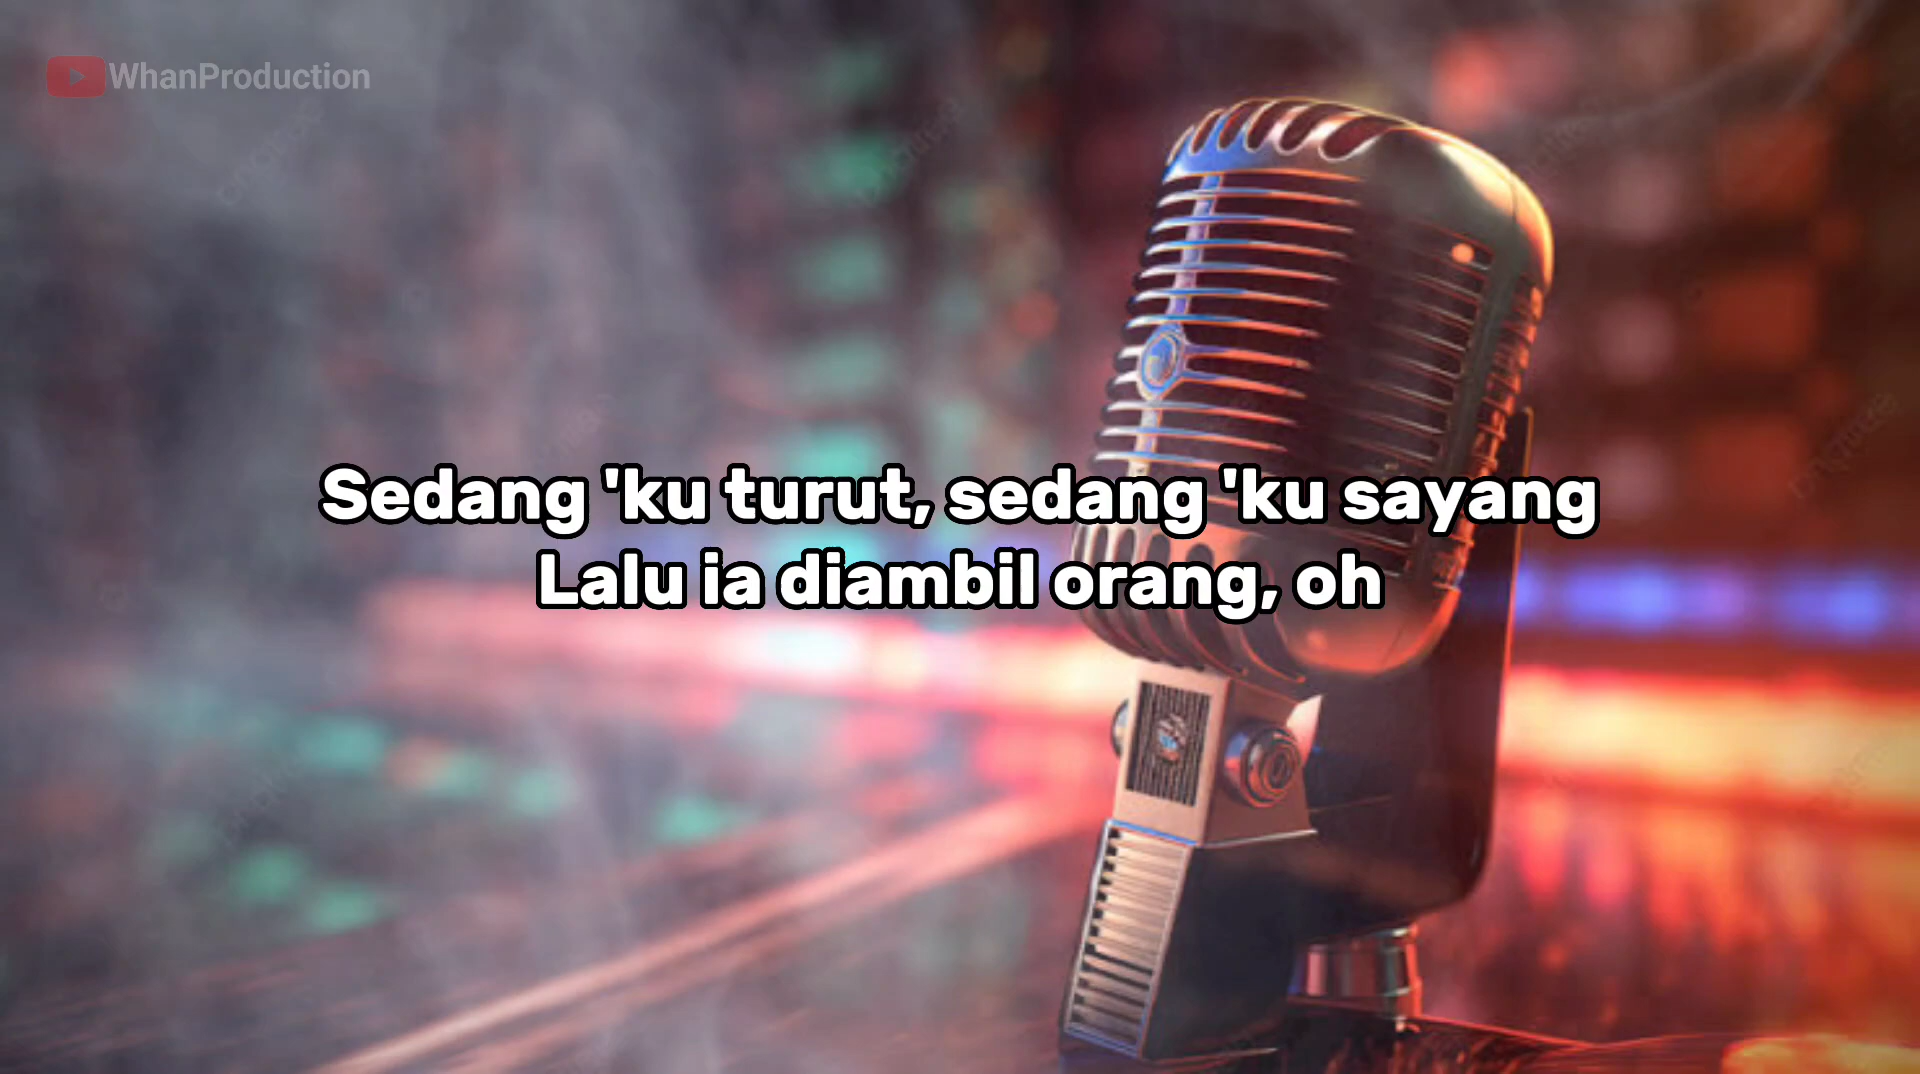 WhanProduction
Sedang 'ku turut, sedang 'ku sayang
Lalu ia diambil orang, oh